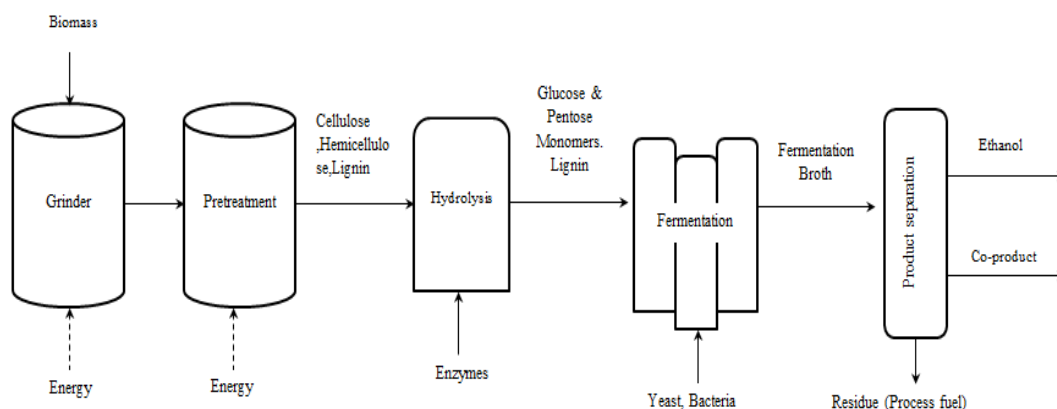 Biomass
Grinder
Energy
Pretreatment
Energy
Cellulose
,Hemicellulo
se,Lignin
Hydrolysis
Enzymes
Glucose &
Pentose
Monomers.
Lignin
Fermentation
Yeast, Bacteria
Fermentation
Broth
Product separation
Ethanol
Co-product
Residue (Process fuel)